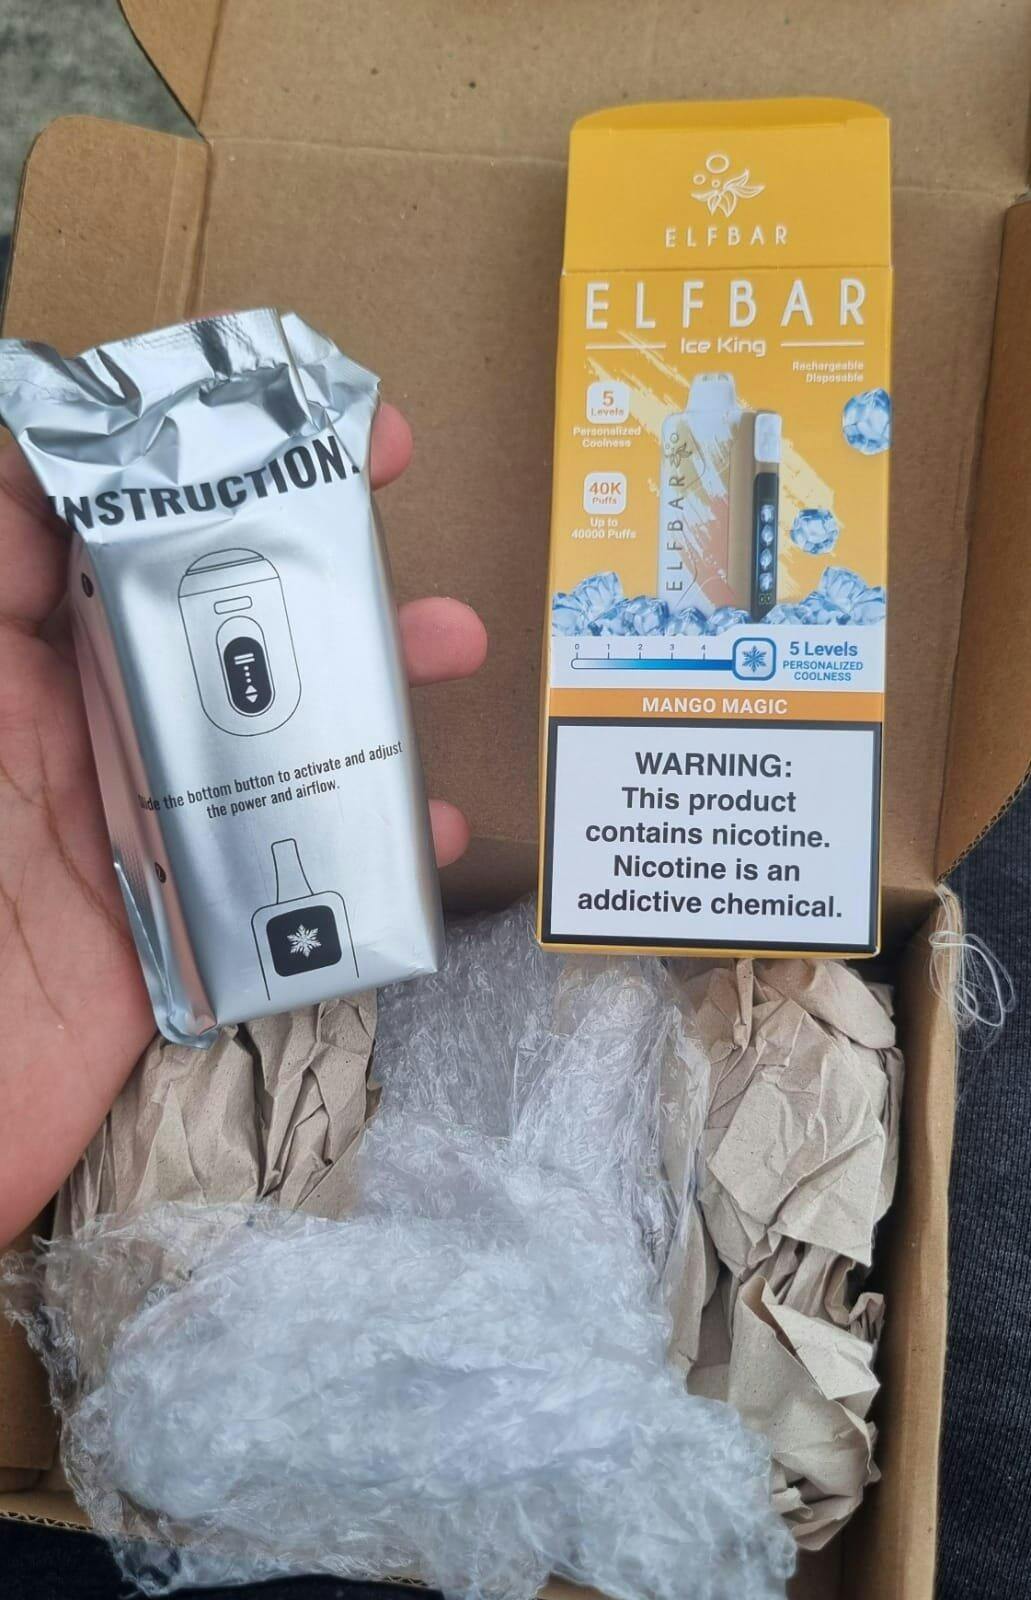 INSTRUCTION.
the bottom button to activate and adjust
the power and airflow.
ELFBAR
ELFBAR
Ice King
Rechargeable
Disposable
5
Levels
Personalized
Coolness
40K
Puffs
Up to
40000 Puffs
ELFBAR
0 1 2 3 4
5 Levels
PERSONALIZED
COOLNESS
MANGO MAGIC
WARNING:
This product
contains nicotine.
Nicotine is an
addictive chemical.